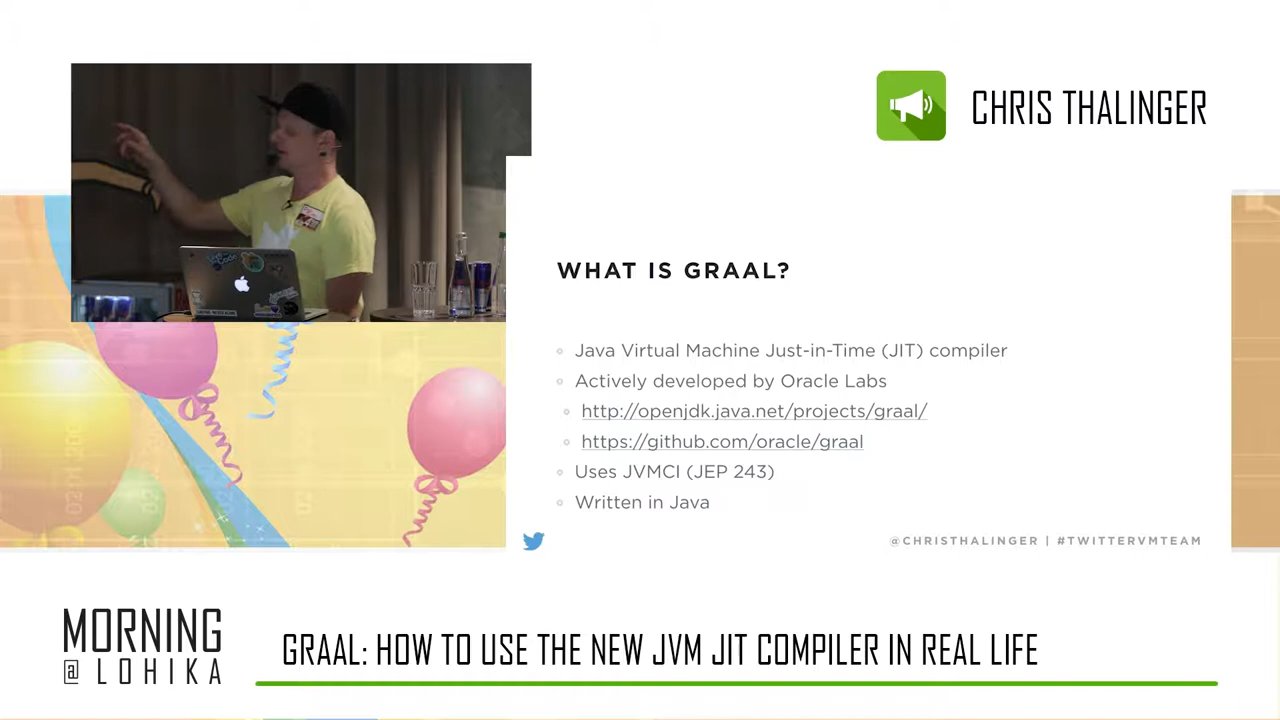 CHRIS THALINGER
WHAT IS GRAAL?
Java Virtual Machine Just-in-Time (JIT) compiler
Actively developed by Oracle Labs
http://openjdk.java.net/projects/graal/
https://github.com/oracle/graal
Uses JVMCI (JEP 243)
Written in Java
@CHRISTHALINGER | #TWITTERVMTEAM
MORNING
@ LOHIKA
GRAAL: HOW TO USE THE NEW JVM JIT COMPILER IN REAL LIFE